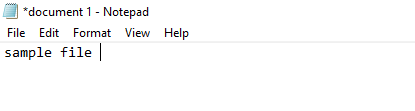 *document 1 - Notepad
File Edit Format View Help
sample file